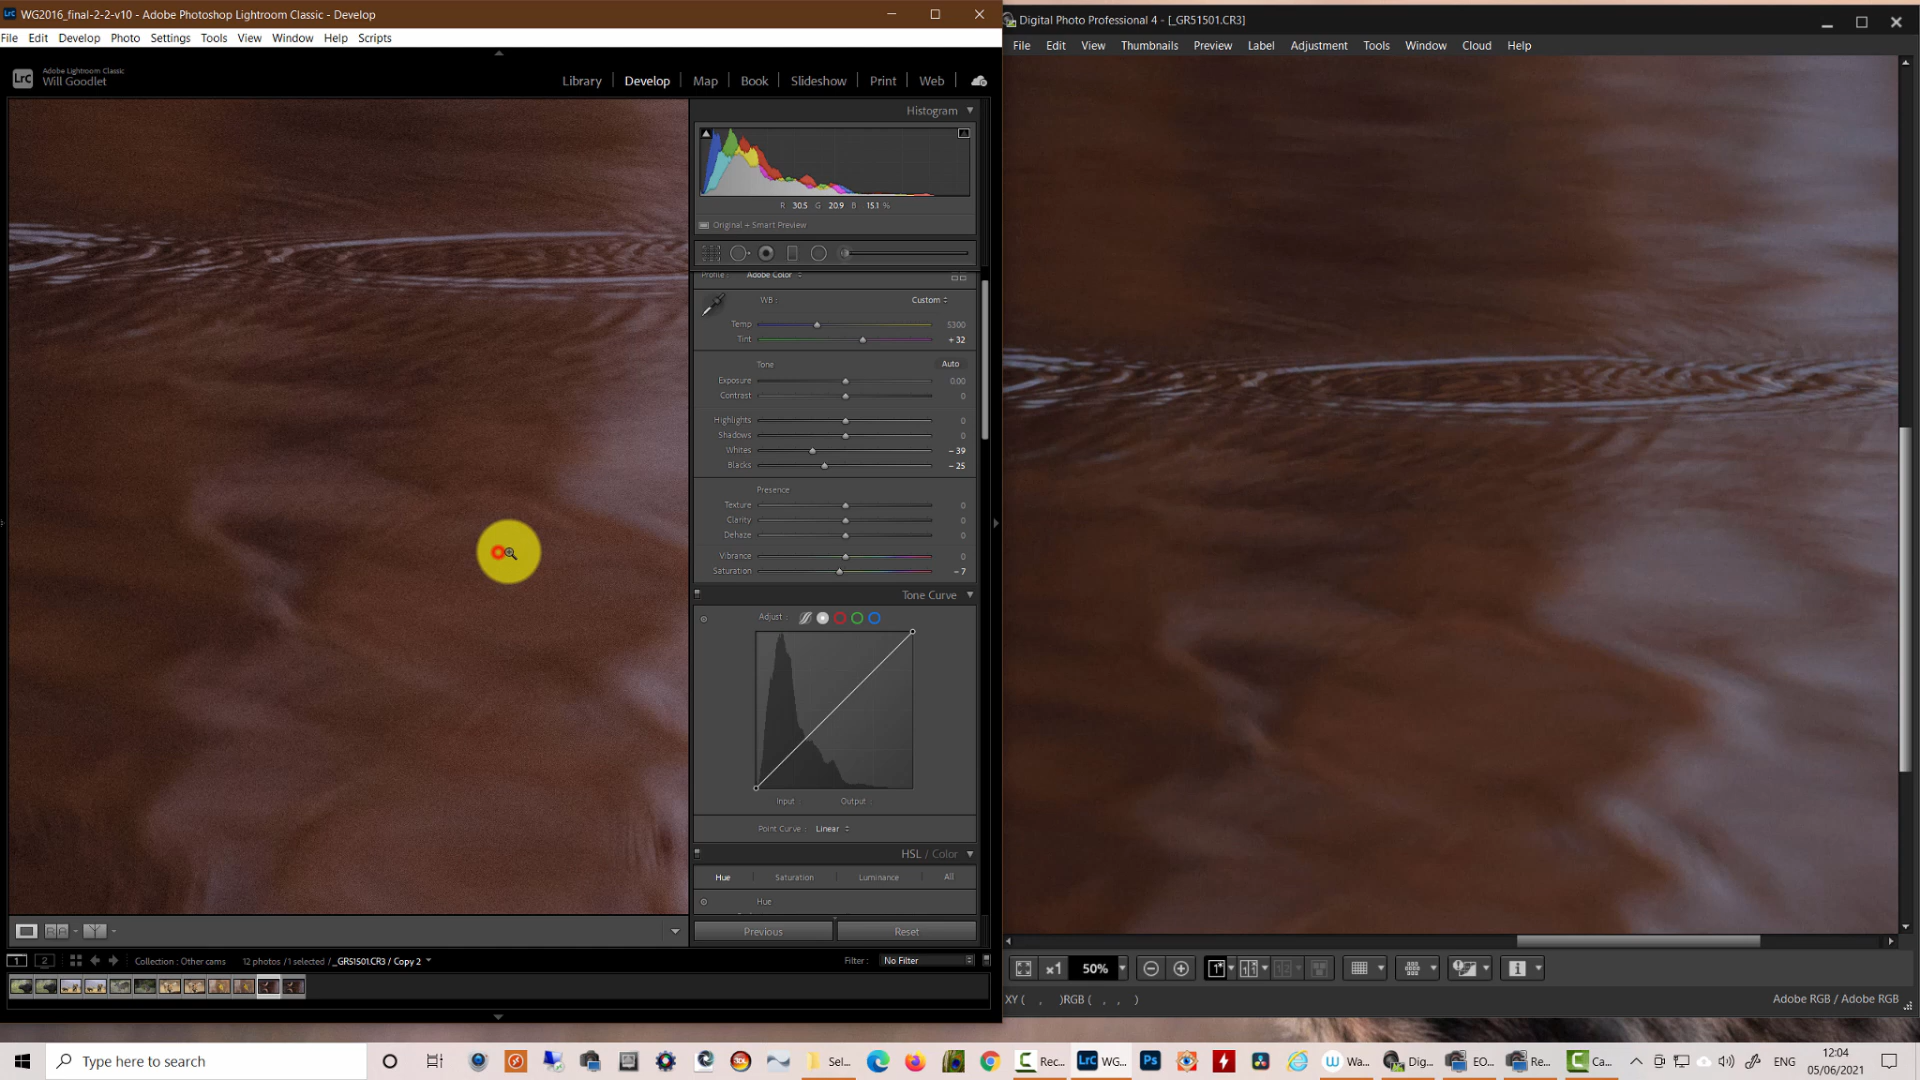 WG2016_final-2-2-v10 - Adobe Photoshop Lightroom Classic - Develop
File Edit Develop Photo Settings Tools View Window Help Scripts
LrC Adobe Lightroom Classic
Will Goodlet
Library | Develop | Map | Book | Slideshow | Print | Web
Histogram
R 30.5 G 20.9 B 15.1 %
Original + Smart Preview
Profile : Adobe Color
WB : Custom
Temp 5300
Tint + 32
Tone Auto
Exposure 0.00
Contrast 0
Highlights 0
Shadows 0
Whites – 39
Blacks – 25
Presence
Texture 0
Clarity 0
Dehaze 0
Vibrance 0
Saturation – 7
Tone Curve
Adjust :
Input : Output :
Point Curve : Linear
HSL / Color
Hue Saturation Luminance All
Hue
Previous Reset
1 2 Collection : Other cams 12 photos / 1 selected / _GR51501.CR3 / Copy 2 Filter : No Filter
Digital Photo Professional 4 - [_GR51501.CR3]
File Edit View Thumbnails Preview Label Adjustment Tools Window Cloud Help
x1 50%
XY ( , )RGB ( , , ) Adobe RGB / Adobe RGB
Type here to search
Sel...
Rec...
LrC WG...
Ps
Wa...
Dig...
EO...
Re...
Ca...
ENG
12:04
05/06/2021